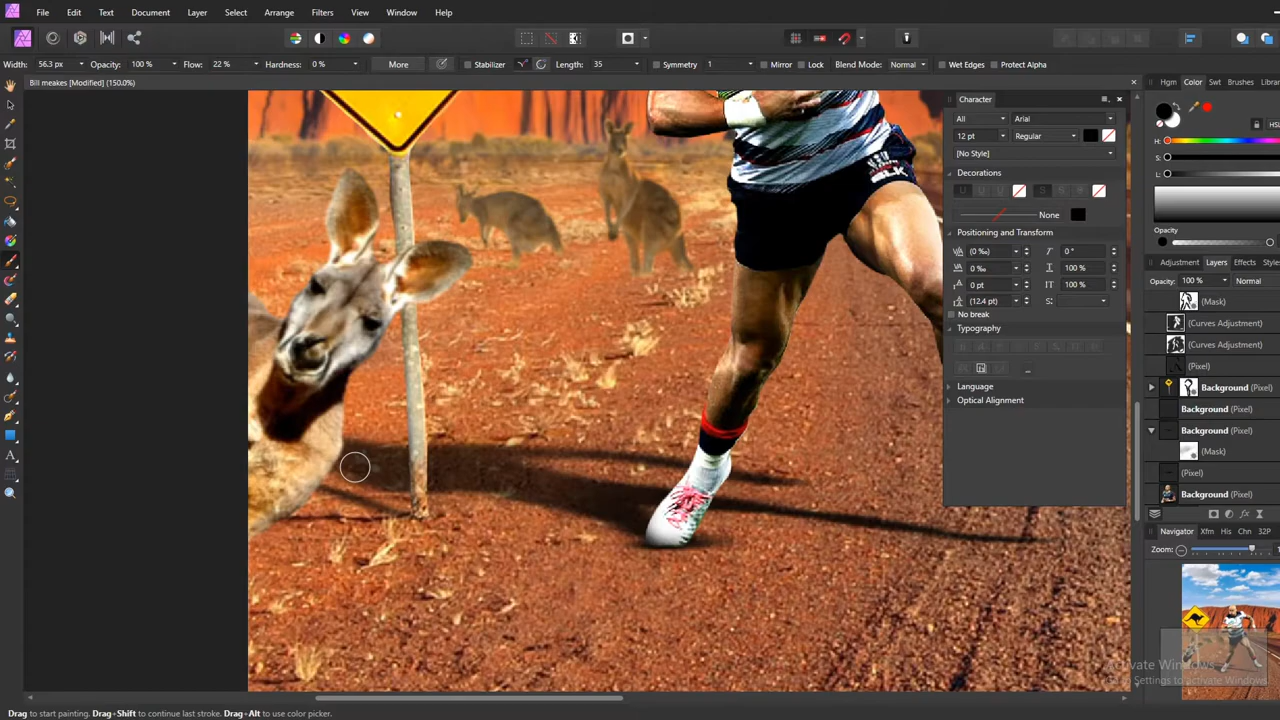 File Edit Text Document Layer Select Arrange Filters View Window Help
Width: 56.3 px Opacity: 100 % Flow: 22 % Hardness: 0 % More Stabilizer Length: 35 Symmetry 1 Mirror Lock Blend Mode: Normal Wet Edges Protect Alpha
Bill meakes [Modified] (150.0%)
Hgm Color Swt Brushes Librar
Character
All Arial
12 pt Regular
[No Style]
HSL
H:
S:
L:
Decorations
None
Positioning and Transform
(0 ‰) 0 °
0 ‰ 100 %
0 pt 100 %
(12.4 pt) S:
No break
Typography
Language
Optical Alignment
Opacity
Adjustment Layers Effects Styles
Opacity: 100 % Normal
(Mask)
(Curves Adjustment)
(Curves Adjustment)
(Pixel)
Background (Pixel)
Background (Pixel)
Background (Pixel)
(Mask)
(Pixel)
Background (Pixel)
Navigator Xfm His Chn 32P
Zoom:
BLK
Activate Windows
Settings to activate Windows.
Drag to start painting. Drag+Shift to continue last stroke. Drag+Alt to use color picker.